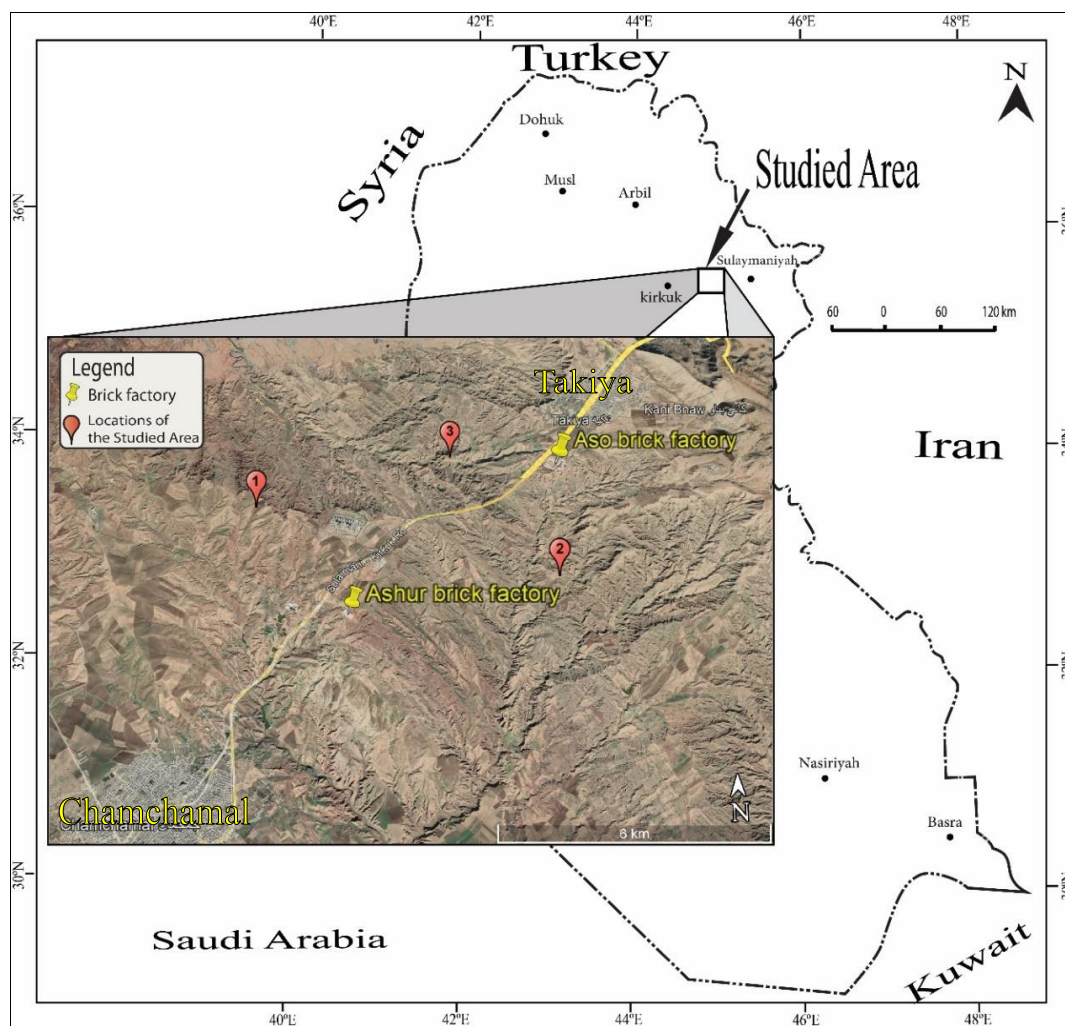 40°E 42°E 44°E 46°E 48°E
Turkey
N
Syria
Dohuk
Musl
Arbil
Studied Area
36°N
Sulaymaniyah
kirkuk
60 0 60 120 km
Legend
Brick factory
Locations of
the Studied Area
Takiya
Takiya
Kani Bnaw
Aso brick factory
34°N
34°N
Iran
3
1
2
Ashur brick factory
32°N
Nasiriyah
Chamchamal
N
6 km
Basra
30°N
Saudi Arabia
Kuwait
40°E 42°E 44°E 46°E 48°E